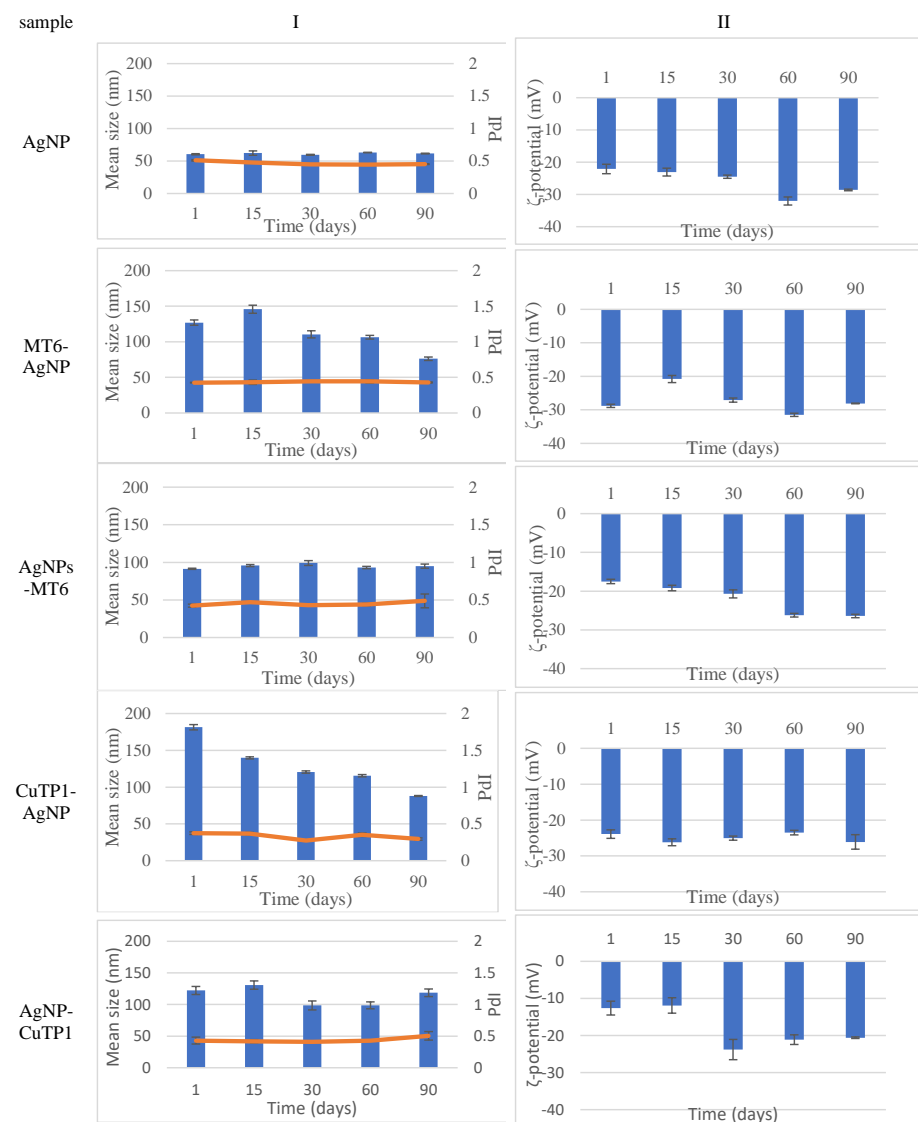 sample
I
II
AgNP
Mean size (nm)
200
150
100
50
0
2
1.5
1
0.5
0
PdI
1 15 30 60 90
Time (days)
ζ-potential (mV)
1 15 30 60 90
0
-10
-20
-30
-40
Time (days)
MT6-
AgNP
Mean size (nm)
200
150
100
50
0
2
1.5
1
0.5
0
PdI
1 15 30 60 90
Time (days)
ζ-potential (mV)
1 15 30 60 90
0
-10
-20
-30
-40
Time (days)
AgNPs
-MT6
Mean size (nm)
200
150
100
50
0
2
1.5
1
0.5
0
PdI
1 15 30 60 90
Time (days)
ζ-potential (mV)
1 15 30 60 90
0
-10
-20
-30
-40
Time (days)
CuTP1-
AgNP
Mean size (nm)
200
150
100
50
0
2
1.5
1
0.5
0
PdI
1 15 30 60 90
Time (days)
ζ-potential (mV)
1 15 30 60 90
0
-10
-20
-30
-40
Time (days)
AgNP-
CuTP1
Mean size (nm)
200
150
100
50
0
2
1.5
1
0.5
0
PdI
1 15 30 60 90
Time (days)
ζ-potential (mV)
1 15 30 60 90
0
-10
-20
-30
-40
Time (days)